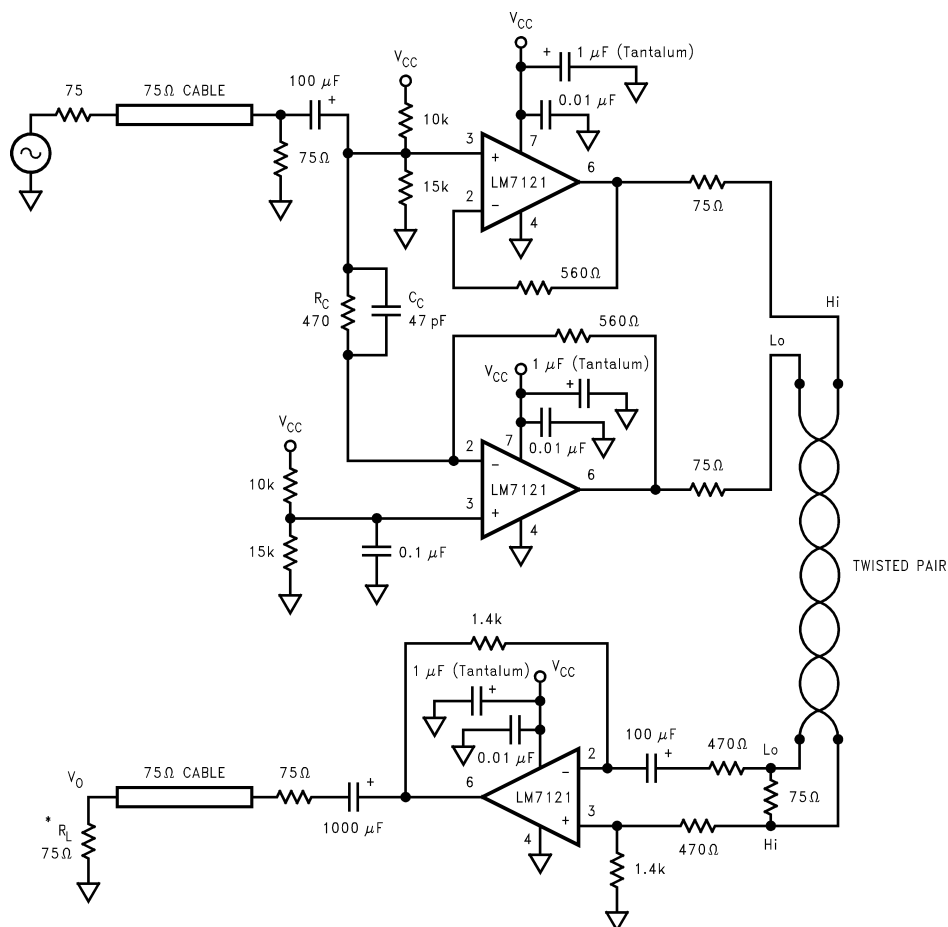 V_CC
1 μF (Tantalum)
0.01 μF
75
75Ω CABLE
100 μF
+
V_CC
10k
75Ω
15k
+
7
3
+
LM7121
2
−
4
6
75Ω
560Ω
R_C
470
C_C
47 pF
560Ω
Hi
Lo
V_CC
1 μF (Tantalum)
+
0.01 μF
7
V_CC
10k
2
−
LM7121
3
+
4
6
75Ω
15k
0.1 μF
TWISTED PAIR
1.4k
1 μF (Tantalum)
+
V_CC
0.01 μF
100 μF
+
470Ω
Lo
75Ω
Hi
V_O
75Ω CABLE
75Ω
+
1000 μF
6
LM7121
2
−
3
+
4
470Ω
1.4k
* R_L
75Ω